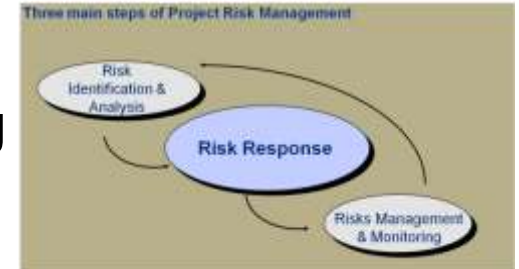 Three main steps of Project Risk Management
Risk
Identification &
Analysis
Risk Response
Risks Management
& Monitoring